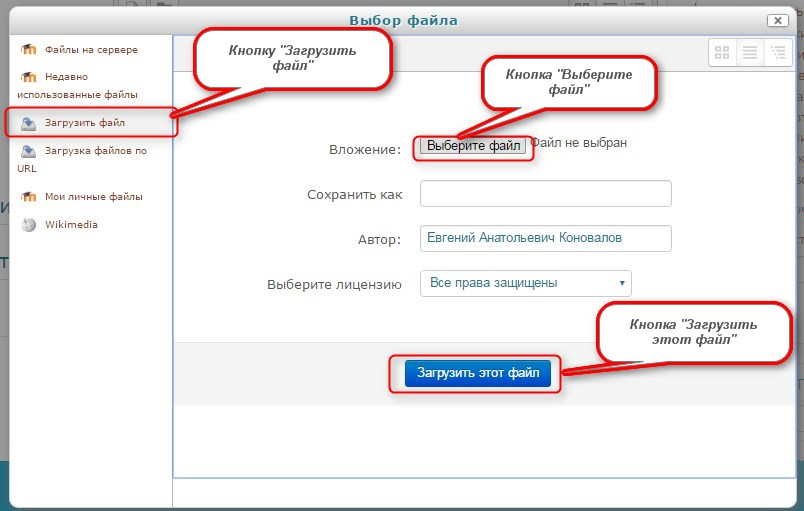 Выбор файла
Файлы на сервере
Недавно
использованные файлы
Загрузить файл
Загрузка файлов по
URL
Мои личные файлы
Wikimedia
Кнопку "Загрузить
файл"
Кнопка "Выберите
файл"
Вложение:
Выберите файл Файл не выбран
Сохранить как
Автор:
Евгений Анатольевич Коновалов
Выберите лицензию
Все права защищены
Кнопка "Загрузить
этот файл"
Загрузить этот файл